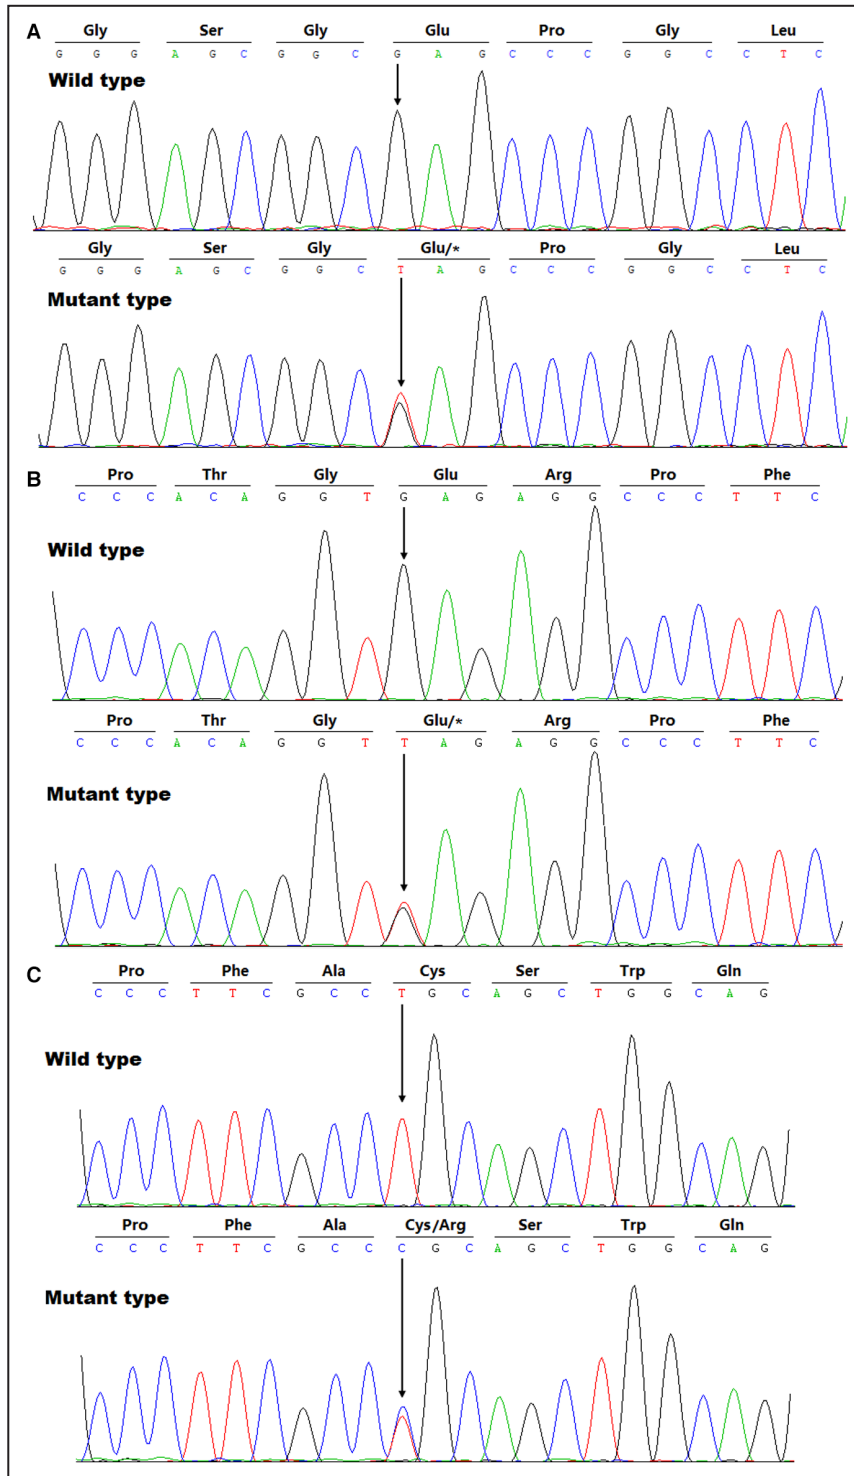 A
Gly Ser Gly Glu Pro Gly Leu
G G G A G C G G C G A G C C C G G C C T C
Wild type
Gly Ser Gly Glu/* Pro Gly Leu
G G G A G C G G C T A G C C C G G C C T C
Mutant type
B
Pro Thr Gly Glu Arg Pro Phe
C C C A C A G G T G A G A G G C C C T T C
Wild type
Pro Thr Gly Glu/* Arg Pro Phe
C C C A C A G G T T A G A G G C C C T T C
Mutant type
C
Pro Phe Ala Cys Ser Trp Gln
C C C T T C G C C T G C A G C T G G C A G
Wild type
Pro Phe Ala Cys/Arg Ser Trp Gln
C C C T T C G C C C G C A G C T G G C A G
Mutant type